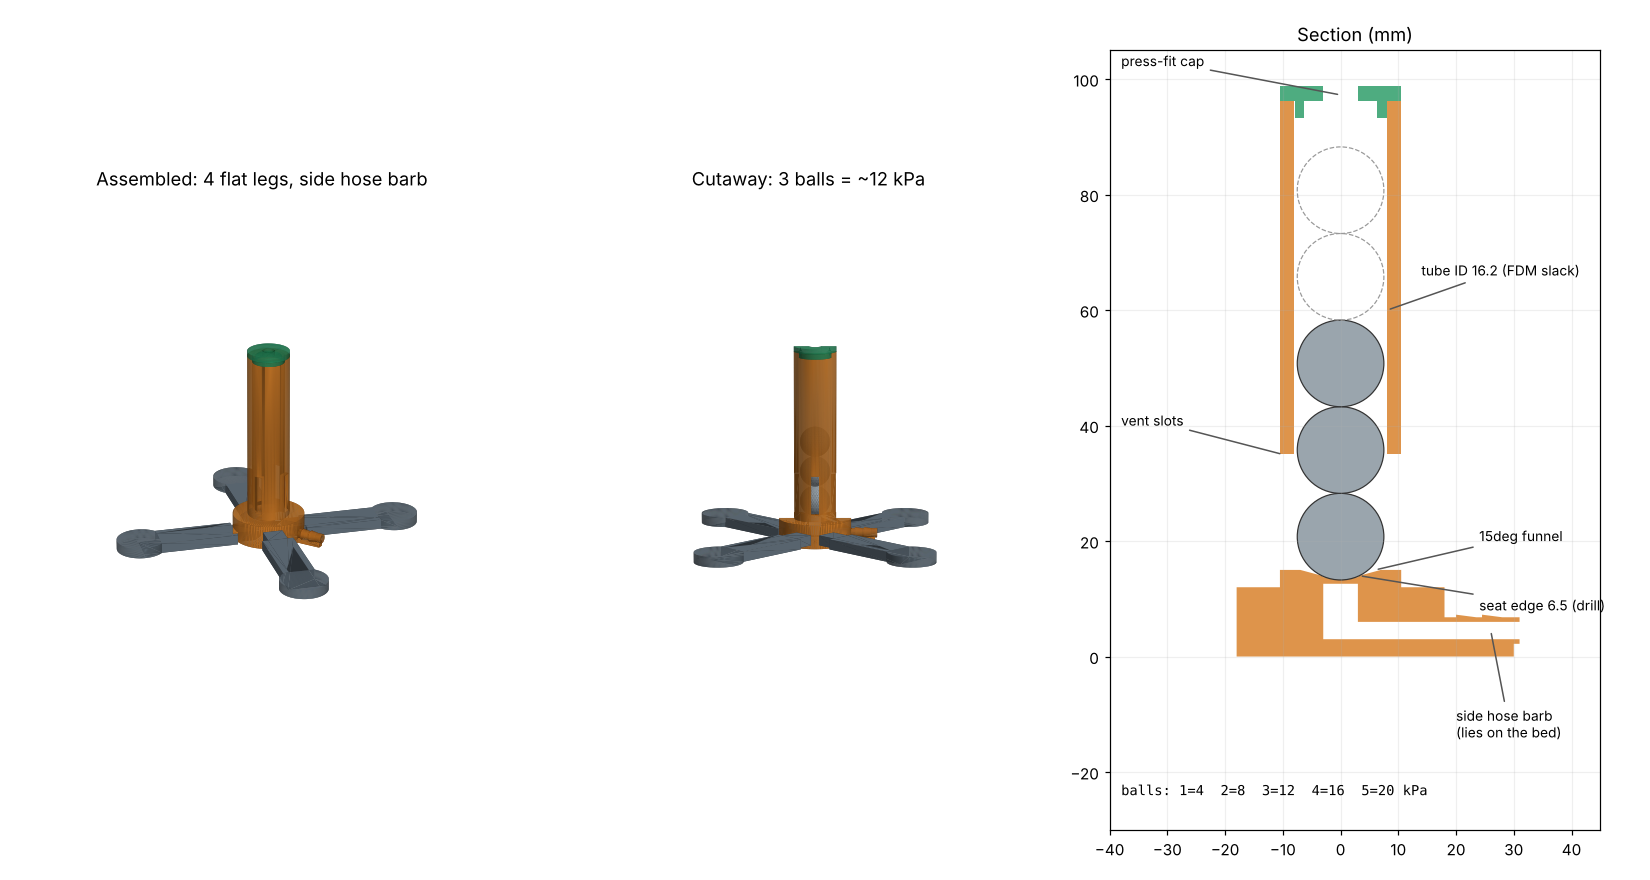 Assembled: 4 flat legs, side hose barb
Cutaway: 3 balls = ~12 kPa
Section (mm)
press-fit cap
tube ID 16.2 (FDM slack)
vent slots
15deg funnel
seat edge 6.5 (drill)
side hose barb
(lies on the bed)
balls: 1=4  2=8  3=12  4=16  5=20 kPa
100
80
60
40
20
0
−20
−40
−30
−20
−10
0
10
20
30
40